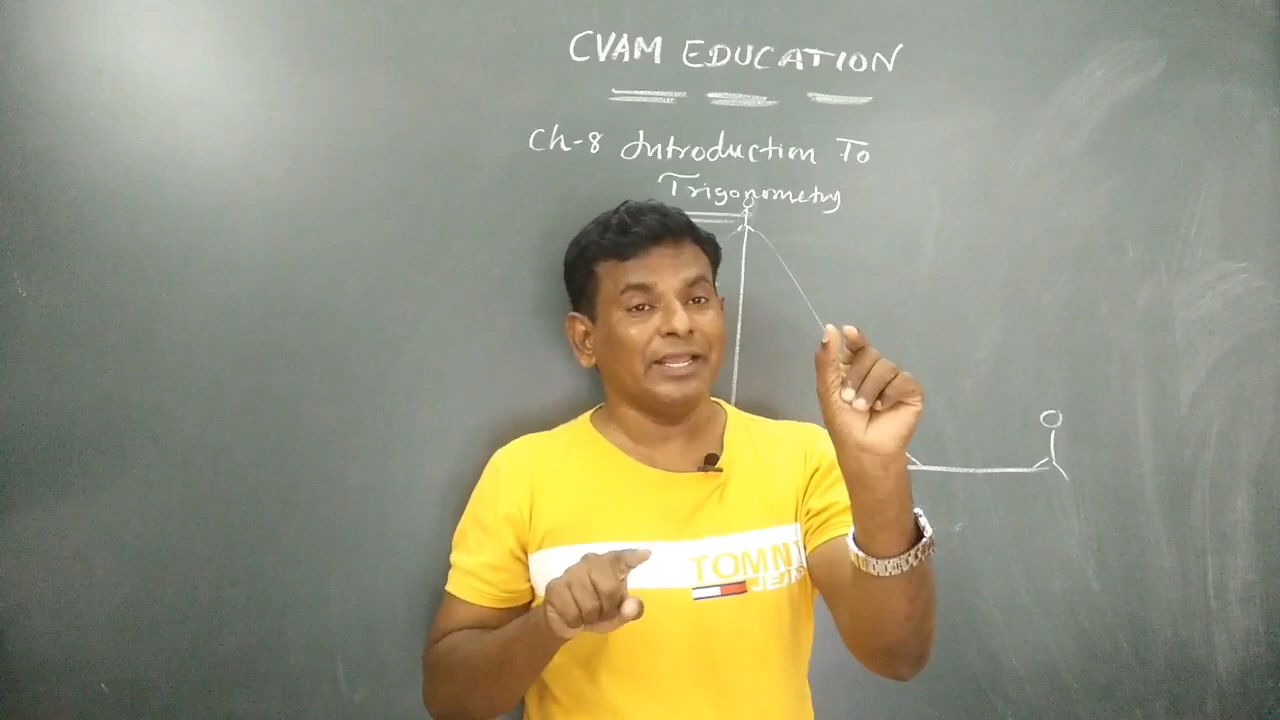 CVAM EDUCATION
Ch-8 Introduction To
Trigonometry
TOMMY
JEANS